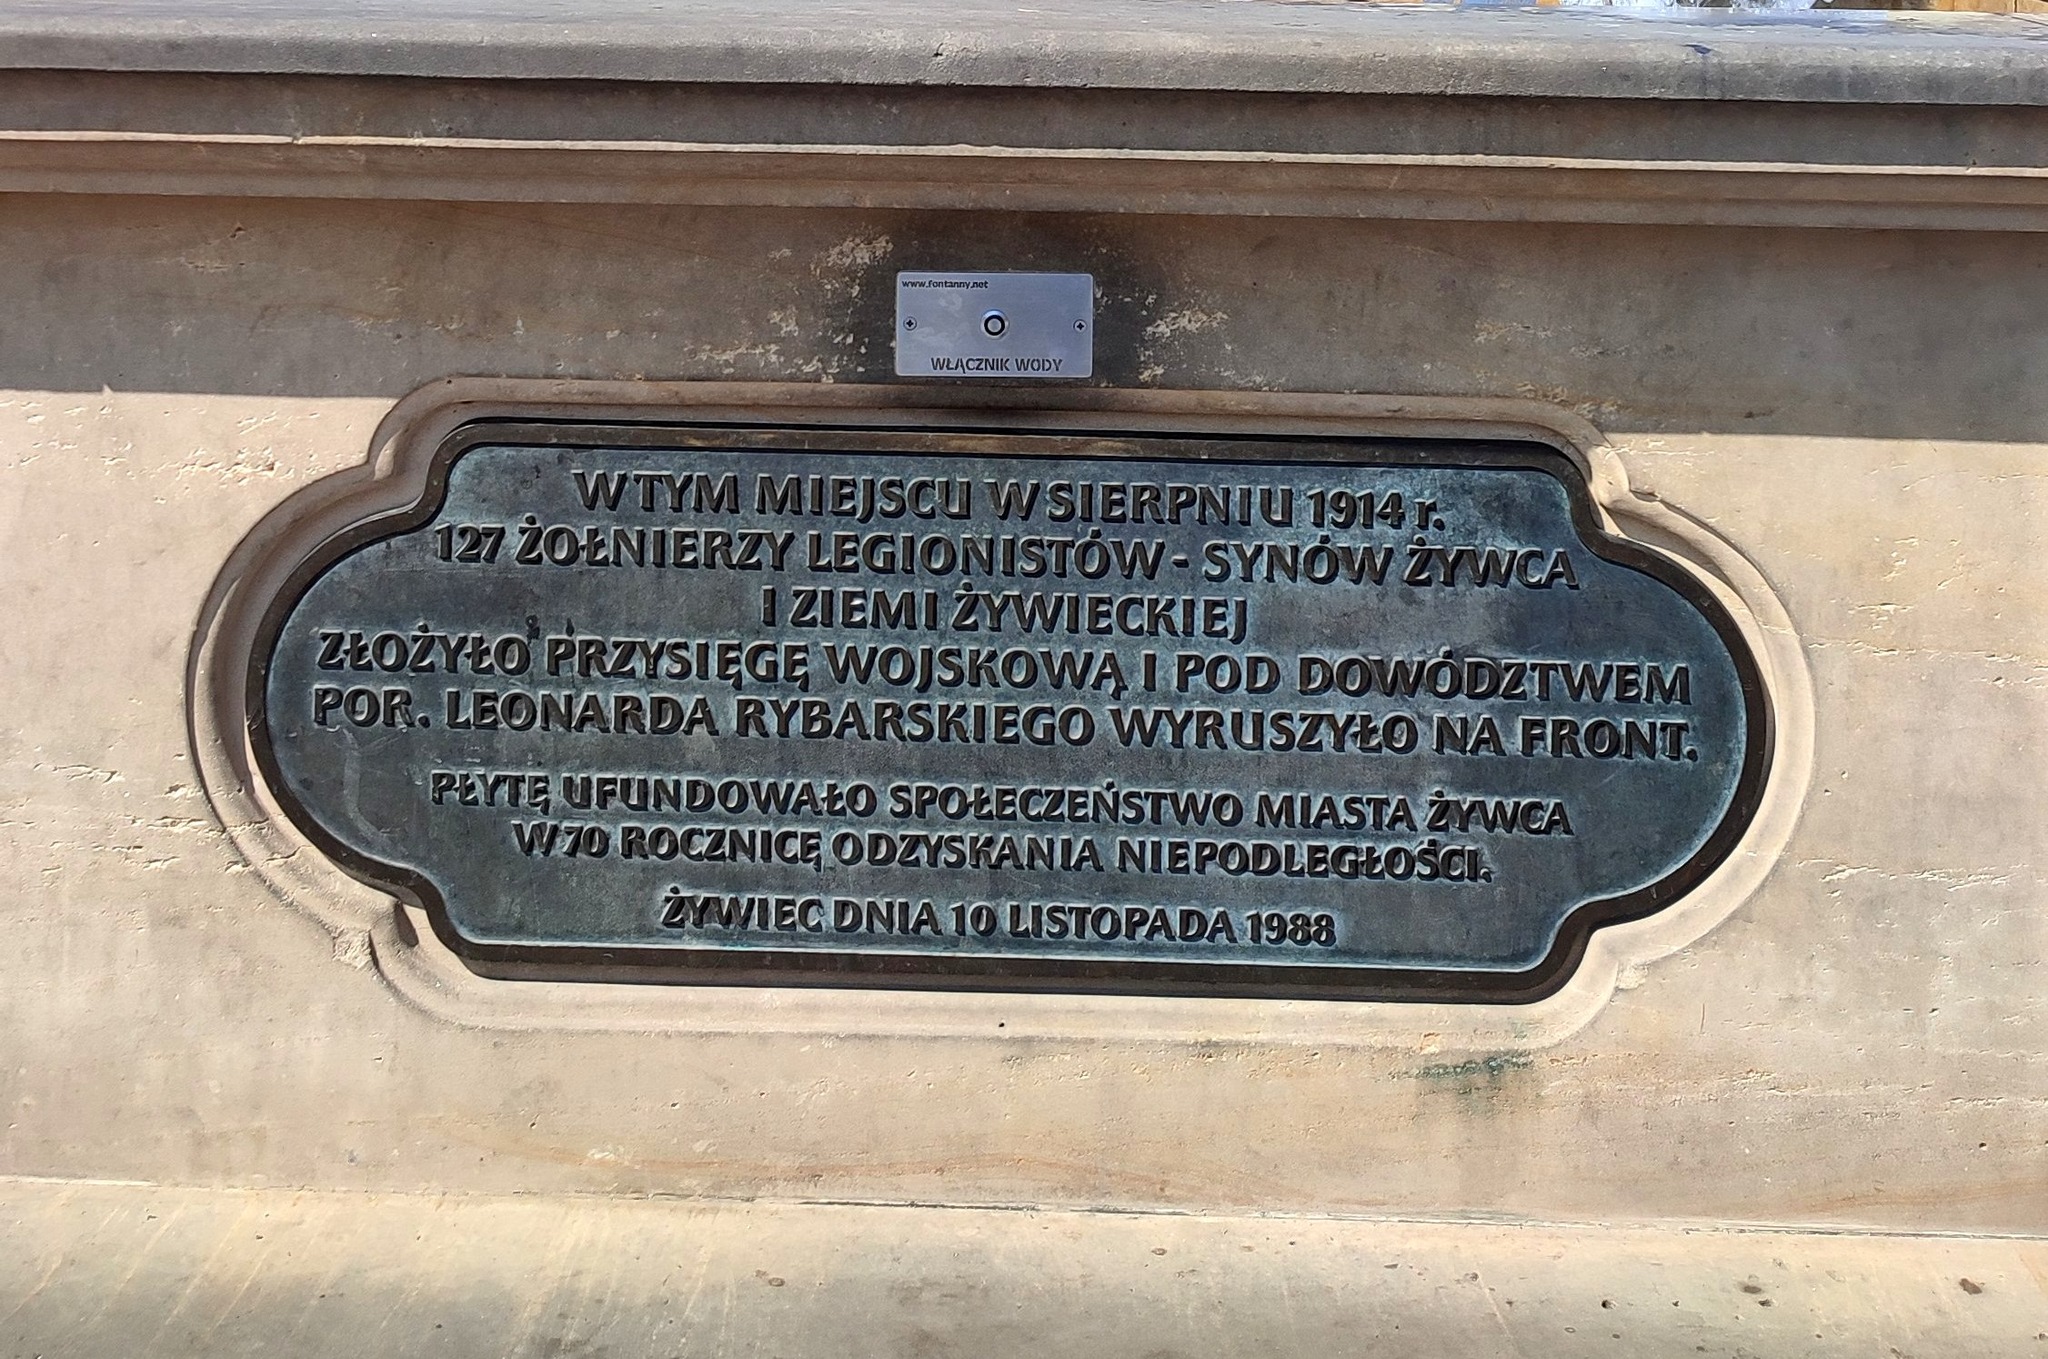 www.fontanny.net
WŁĄCZNIK WODY
W TYM MIEJSCU W SIERPNIU 1914 r.
127 ŻOŁNIERZY LEGIONISTÓW - SYNÓW ŻYWCA
I ZIEMI ŻYWIECKIEJ
ZŁOŻYŁO PRZYSIĘGĘ WOJSKOWĄ I POD DOWÓDZTWEM
POR. LEONARDA RYBARSKIEGO WYRUSZYŁO NA FRONT.
PŁYTĘ UFUNDOWAŁO SPOŁECZEŃSTWO MIASTA ŻYWCA
W 70 ROCZNICĘ ODZYSKANIA NIEPODLEGŁOŚCI.
ŻYWIEC DNIA 10 LISTOPADA 1988